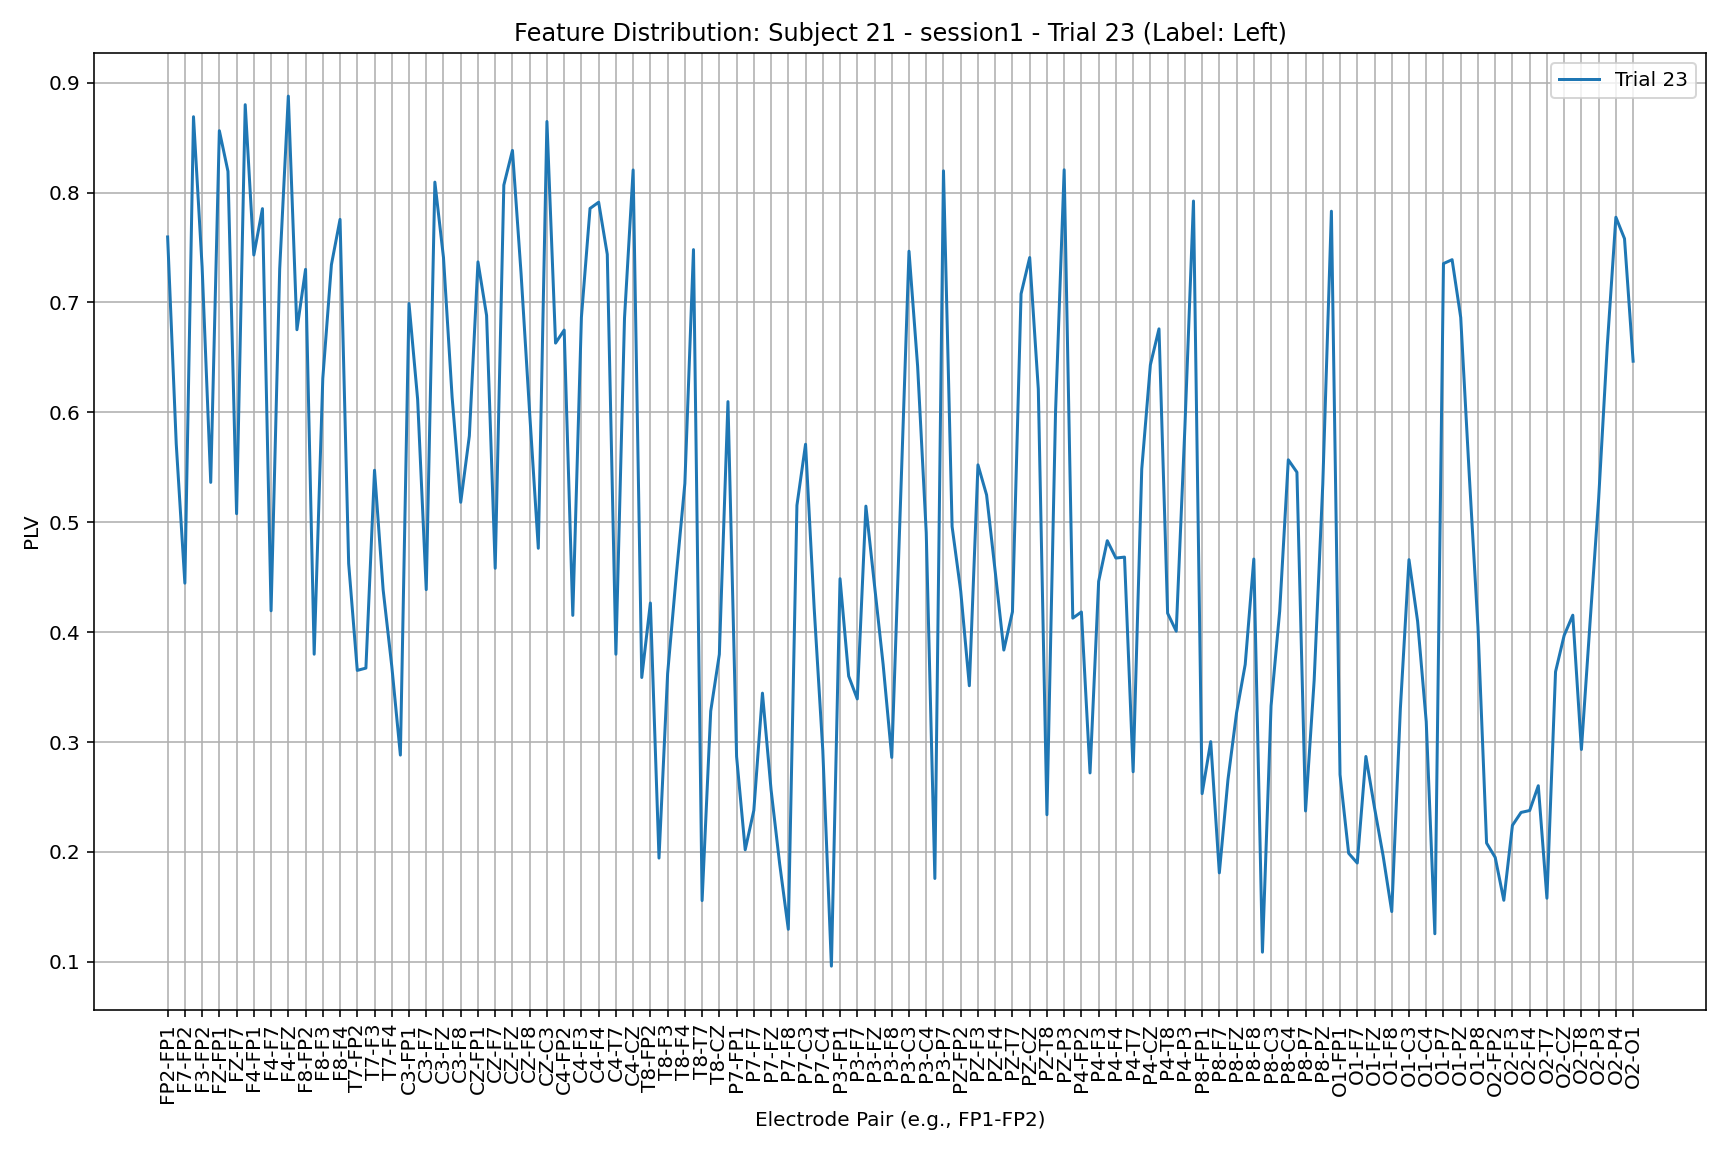 Feature Distribution: Subject 21 - session1 - Trial 23 (Label: Left)
Trial 23
0.9
0.8
0.7
0.6
0.5
0.4
0.3
0.2
0.1
PLV
FP2-FP1
F7-FP2
F3-FP2
FZ-FP1
FZ-F7
F4-FP1
F4-F7
F4-FZ
F8-FP2
F8-F3
F8-F4
T7-FP2
T7-F3
T7-F4
C3-FP1
C3-F7
C3-FZ
C3-F8
CZ-FP1
CZ-F7
CZ-FZ
CZ-F8
CZ-C3
C4-FP2
C4-F3
C4-F4
C4-T7
C4-CZ
T8-FP2
T8-F3
T8-F4
T8-T7
T8-CZ
P7-FP1
P7-F7
P7-FZ
P7-F8
P7-C3
P7-C4
P3-FP1
P3-F7
P3-FZ
P3-F8
P3-C3
P3-C4
P3-P7
PZ-FP2
PZ-F3
PZ-F4
PZ-T7
PZ-CZ
PZ-T8
PZ-P3
P4-FP2
P4-F3
P4-F4
P4-T7
P4-CZ
P4-T8
P4-P3
P8-FP1
P8-F7
P8-FZ
P8-F8
P8-C3
P8-C4
P8-P7
P8-PZ
O1-FP1
O1-F7
O1-FZ
O1-F8
O1-C3
O1-C4
O1-P7
O1-PZ
O1-P8
O2-FP2
O2-F3
O2-F4
O2-T7
O2-CZ
O2-T8
O2-P3
O2-P4
O2-O1
Electrode Pair (e.g., FP1-FP2)